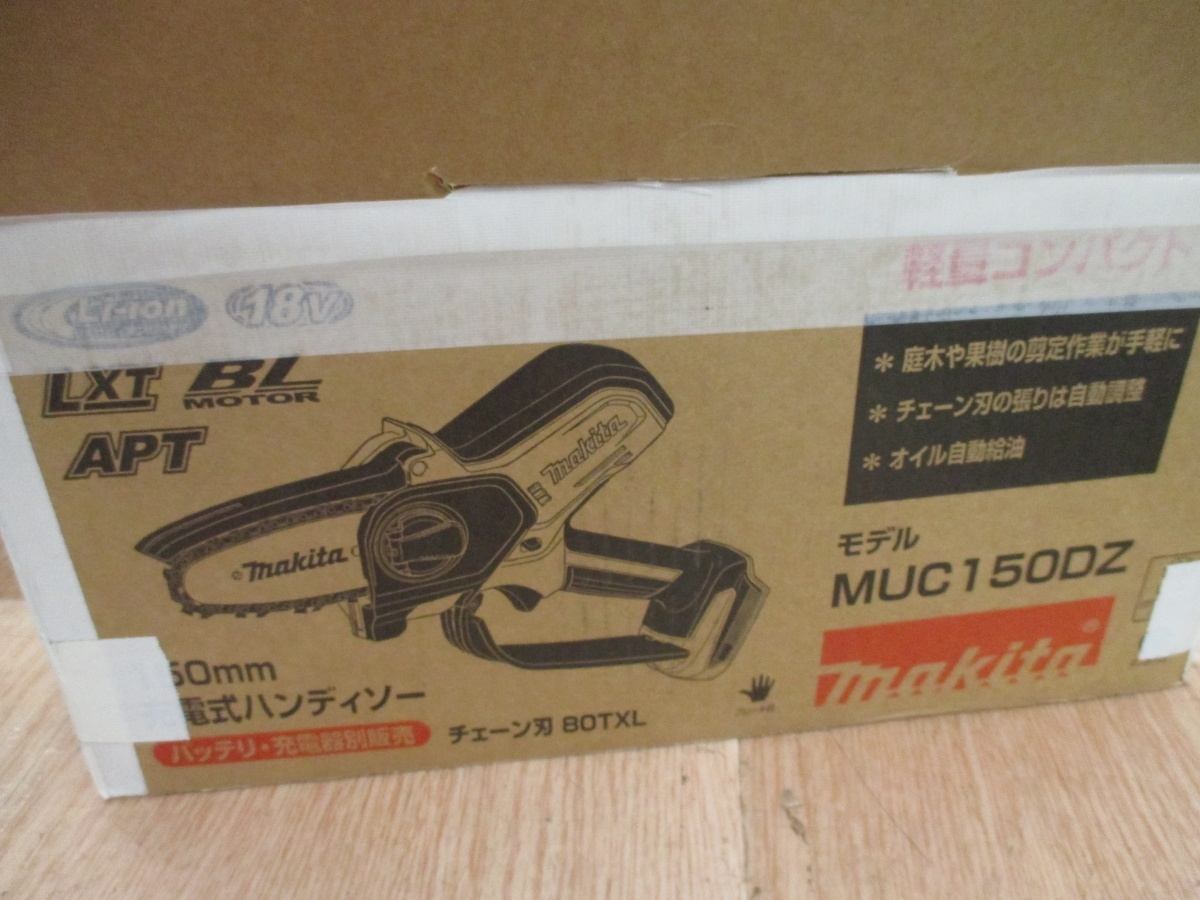 軽量コンパクト
Li-ion 18V
LXT BL
MOTOR
APT
* 庭木や果樹の剪定作業が手軽に
* チェーン刃の張りは自動調整
* オイル自動給油
makita
makita
モデル
MUC150DZ
makita
50mm
電式ハンディソー
バッテリ・充電器別販売
チェーン刃 80TXL